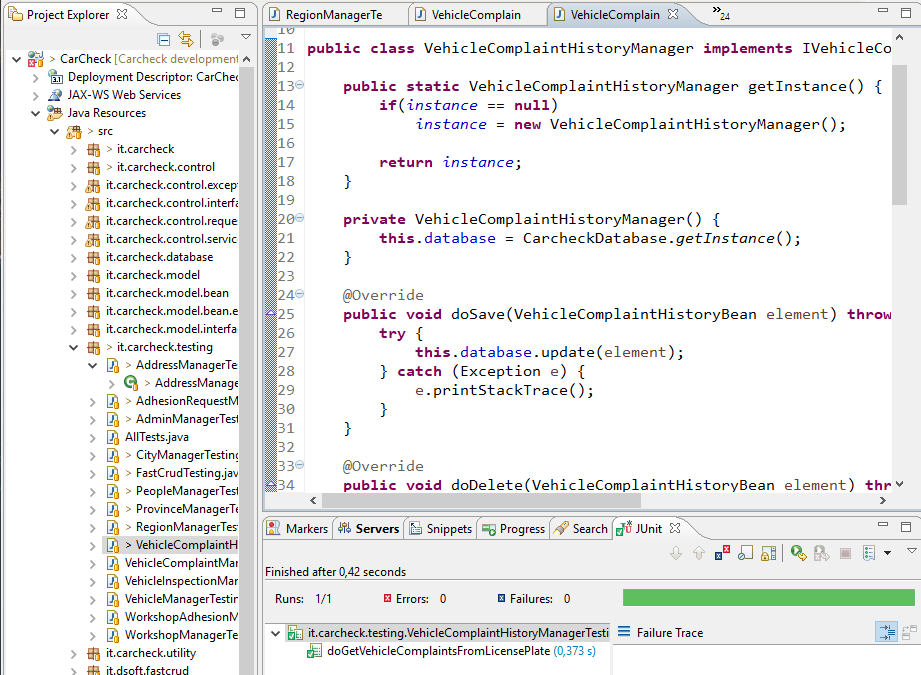 Project Explorer
> CarCheck [Carcheck development
Deployment Descriptor: CarChec
JAX-WS Web Services
Java Resources
> src
> it.carcheck
> it.carcheck.control
it.carcheck.control.excep
it.carcheck.control.interfa
it.carcheck.control.reque
it.carcheck.control.servic
it.carcheck.database
it.carcheck.model
it.carcheck.model.bean
it.carcheck.model.bean.e
it.carcheck.model.interfa
> it.carcheck.testing
> AddressManagerTe
> AddressManage
> AdhesionRequestM
> AdminManagerTest
AllTests.java
> CityManagerTesting
> FastCrudTesting.jav
> PeopleManagerTest
> ProvinceManagerTe
> RegionManagerTes
> VehicleComplaintH
VehicleComplaintMar
VehicleInspectionMar
VehicleManagerTestin
WorkshopAdhesionM
WorkshopManagerTe
it.carcheck.utility
it.dsoft.fastcrud
RegionManagerTe
VehicleComplain
VehicleComplain
»24
10
11 public class VehicleComplaintHistoryManager implements IVehicleCo
12
13 public static VehicleComplaintHistoryManager getInstance() {
14 if(instance == null)
15 instance = new VehicleComplaintHistoryManager();
16
17 return instance;
18 }
19
20 private VehicleComplaintHistoryManager() {
21 this.database = CarcheckDatabase.getInstance();
22 }
23
24 @Override
25 public void doSave(VehicleComplaintHistoryBean element) throw
26 try {
27 this.database.update(element);
28 } catch (Exception e) {
29 e.printStackTrace();
30 }
31 }
32
33 @Override
34 public void doDelete(VehicleComplaintHistoryBean element) thr
Markers
Servers
Snippets
Progress
Search
JUnit
Finished after 0,42 seconds
Runs: 1/1
Errors: 0
Failures: 0
it.carcheck.testing.VehicleComplaintHistoryManagerTesti
doGetVehicleComplaintsFromLicensePlate (0,373 s)
Failure Trace